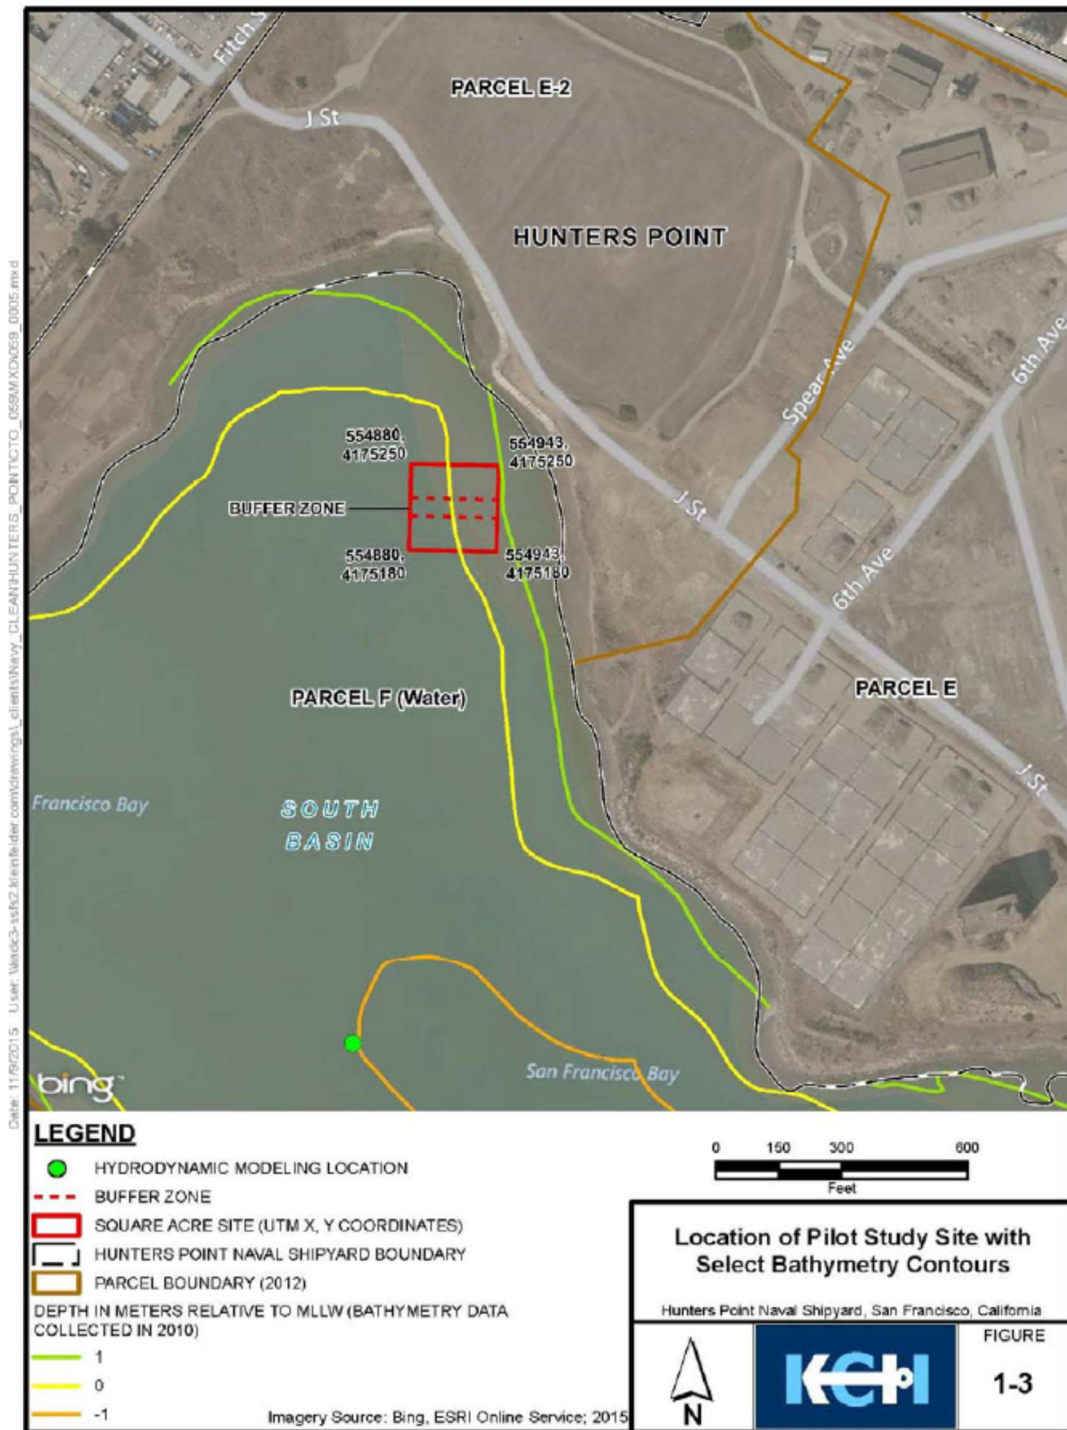 Fitch S
PARCEL E-2
J St
HUNTERS POINT
6th Ave
Spear Ave
554880,
4175250
554943,
4175250
BUFFER ZONE
J St
554880,
4175180
554943,
4175180
6th Ave
PARCEL E
PARCEL F (Water)
J St
Francisco Bay
SOUTH
BASIN
San Francisco Bay
bing
Date: 11/9/2015
LEGEND
HYDRODYNAMIC MODELING LOCATION
BUFFER ZONE
SQUARE ACRE SITE (UTM X, Y COORDINATES)
HUNTERS POINT NAVAL SHIPYARD BOUNDARY
PARCEL BOUNDARY (2012)
DEPTH IN METERS RELATIVE TO MLLW (BATHYMETRY DATA
COLLECTED IN 2010)
1
0
-1
Imagery Source: Bing, ESRI Online Service; 2015
0 150 300 600
Feet
Location of Pilot Study Site with
Select Bathymetry Contours
Hunters Point Naval Shipyard, San Francisco, California
N
KCH
FIGURE
1-3